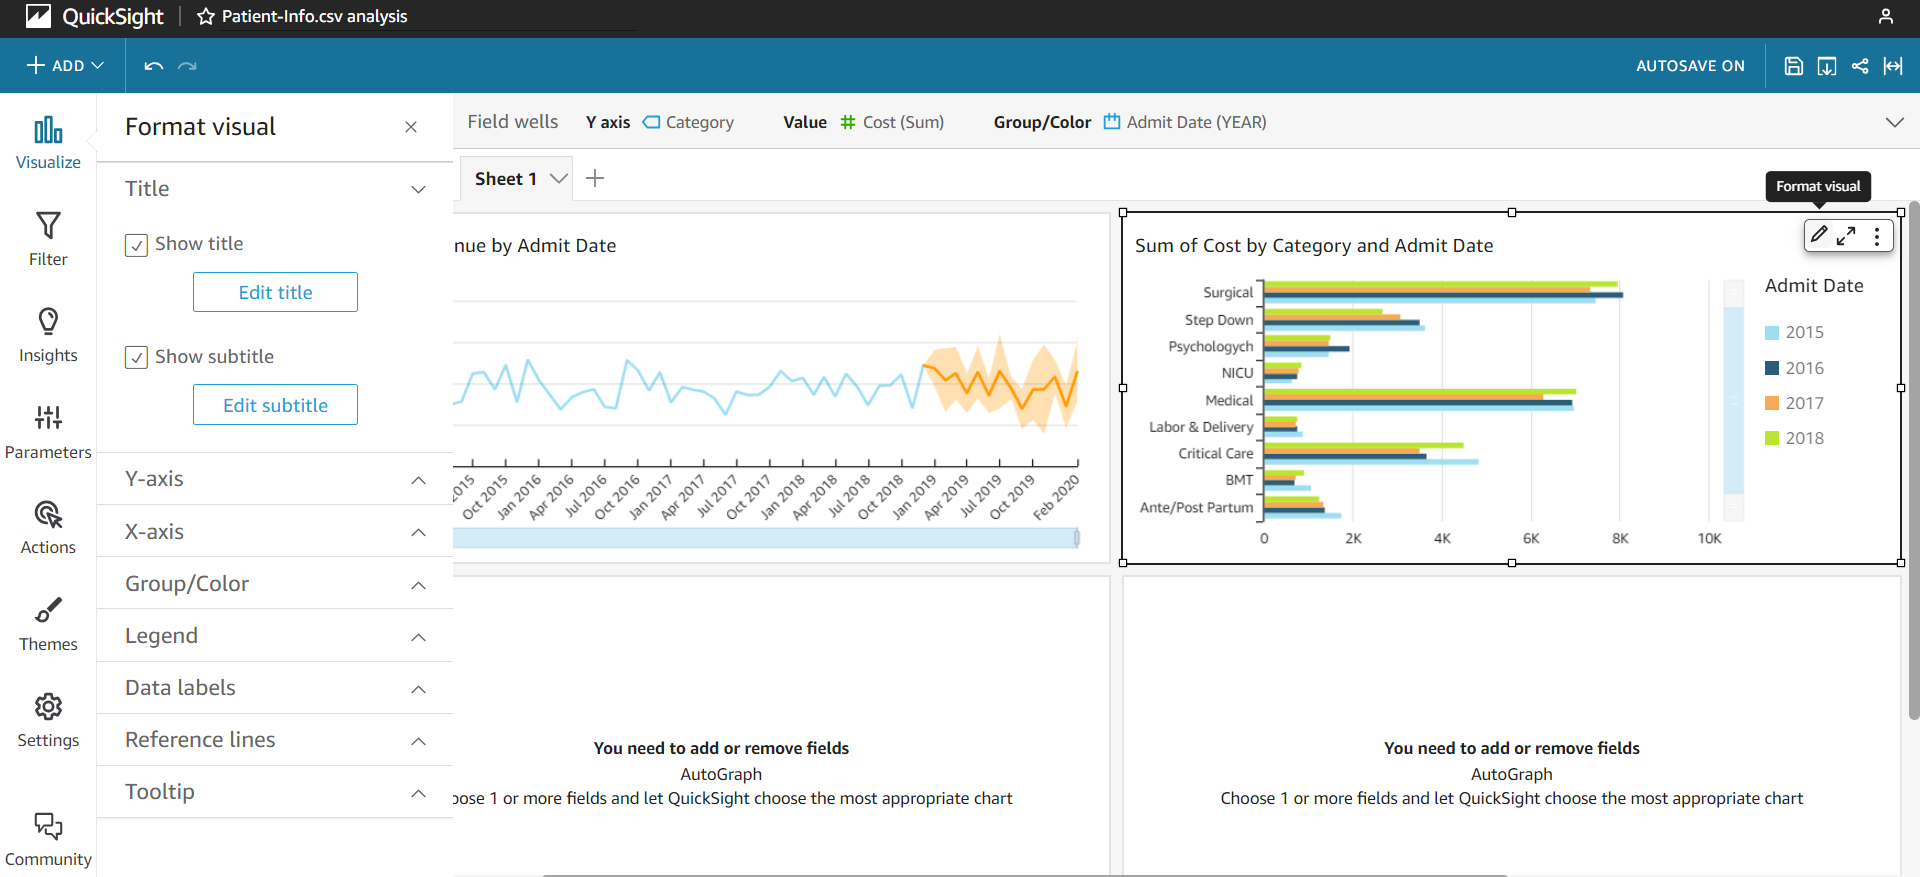 QuickSight
Patient-Info.csv analysis
ADD
AUTOSAVE ON
Visualize
Filter
Insights
Parameters
Actions
Themes
Settings
Community
Format visual
Title
Show title
Edit title
Show subtitle
Edit subtitle
Y-axis
X-axis
Group/Color
Legend
Data labels
Reference lines
Tooltip
Field wells Y axis Category Value Cost (Sum) Group/Color Admit Date (YEAR)
Sheet 1
Format visual
nue by Admit Date
2015 Oct 2015 Jan 2016 Apr 2016 Jul 2016 Oct 2016 Jan 2017 Apr 2017 Jul 2017 Oct 2017 Jan 2018 Apr 2018 Jul 2018 Oct 2018 Jan 2019 Apr 2019 Jul 2019 Oct 2019 Feb 2020
Sum of Cost by Category and Admit Date
Surgical
Step Down
Psychologych
NICU
Medical
Labor & Delivery
Critical Care
BMT
Ante/Post Partum
0 2K 4K 6K 8K 10K
Admit Date
2015
2016
2017
2018
You need to add or remove fields
AutoGraph
oose 1 or more fields and let QuickSight choose the most appropriate chart
You need to add or remove fields
AutoGraph
Choose 1 or more fields and let QuickSight choose the most appropriate chart